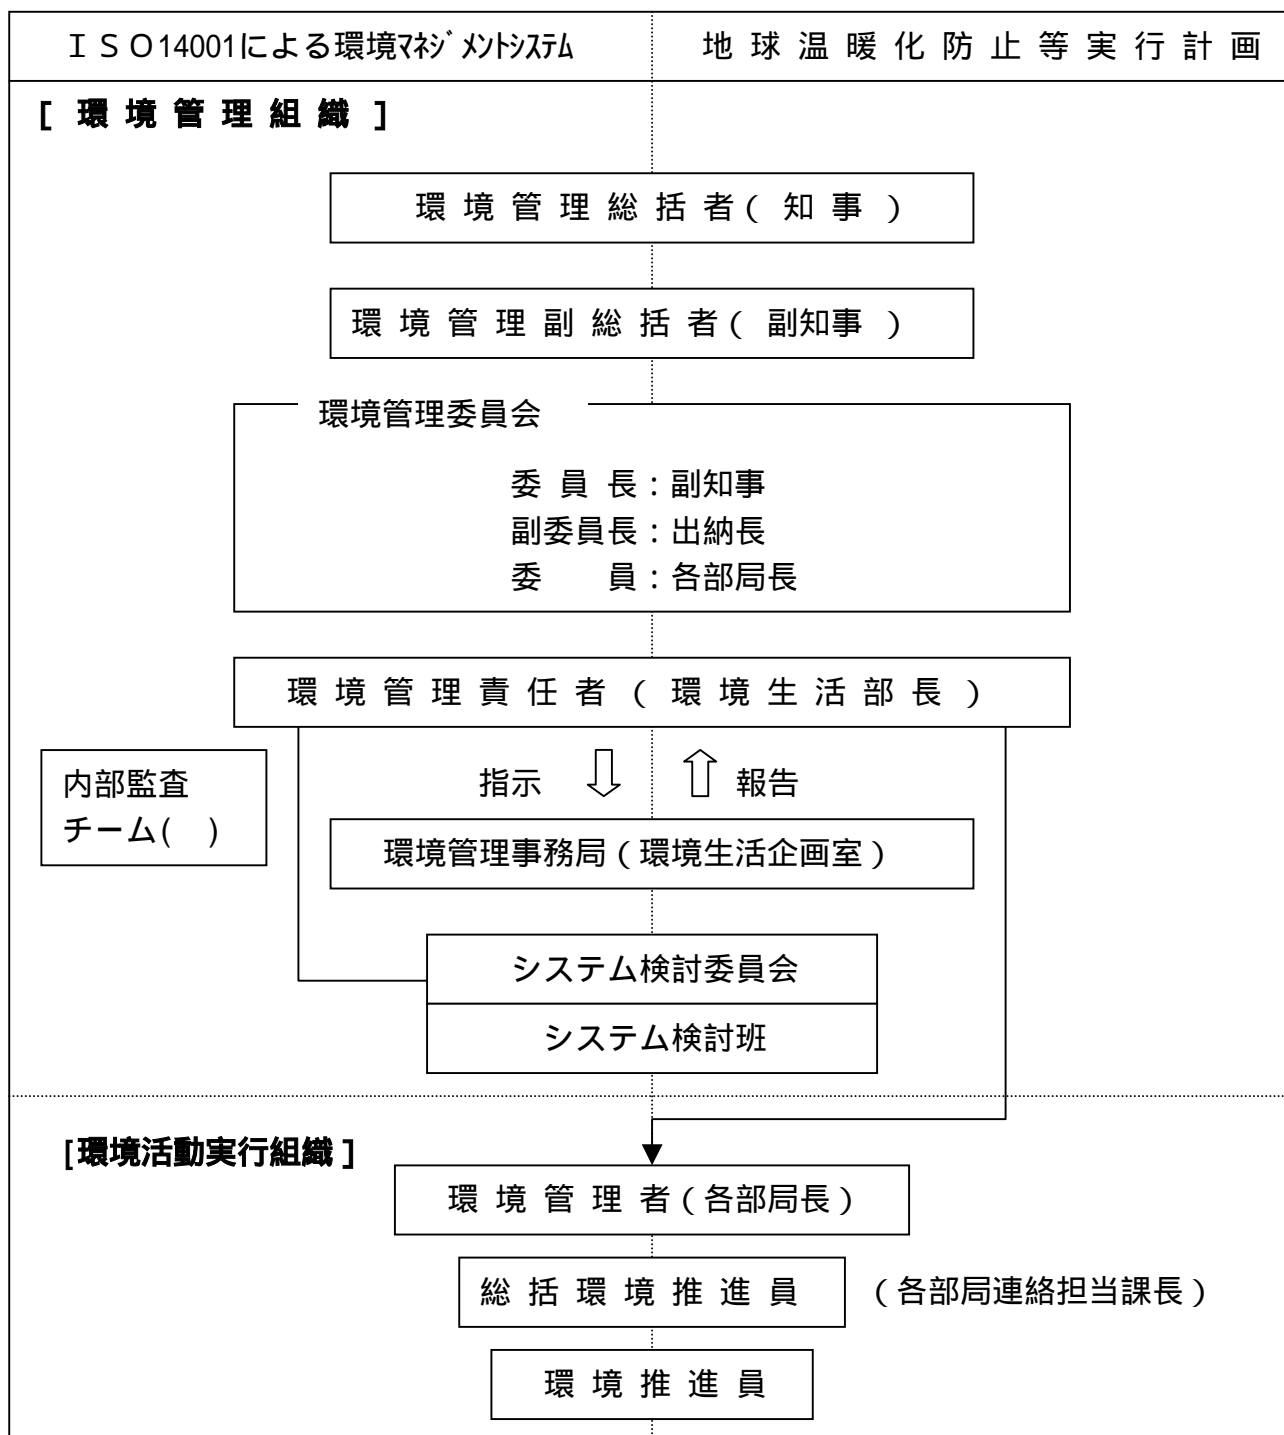 ＩＳＯ14001による環境ﾏﾈｼﾞﾒﾝﾄｼｽﾃﾑ
地球温暖化防止等実行計画
[ 環境管理組織 ]
環境管理総括者(知事)
環境管理副総括者(副知事)
環境管理委員会
委員長：副知事
副委員長：出納長
委　　員：各部局長
環境管理責任者(環境生活部長)
内部監査
チーム(　)
指示
報告
環境管理事務局(環境生活企画室)
システム検討委員会
システム検討班
[環境活動実行組織]
環境管理者(各部局長)
総括環境推進員
(各部局連絡担当課長)
環境推進員